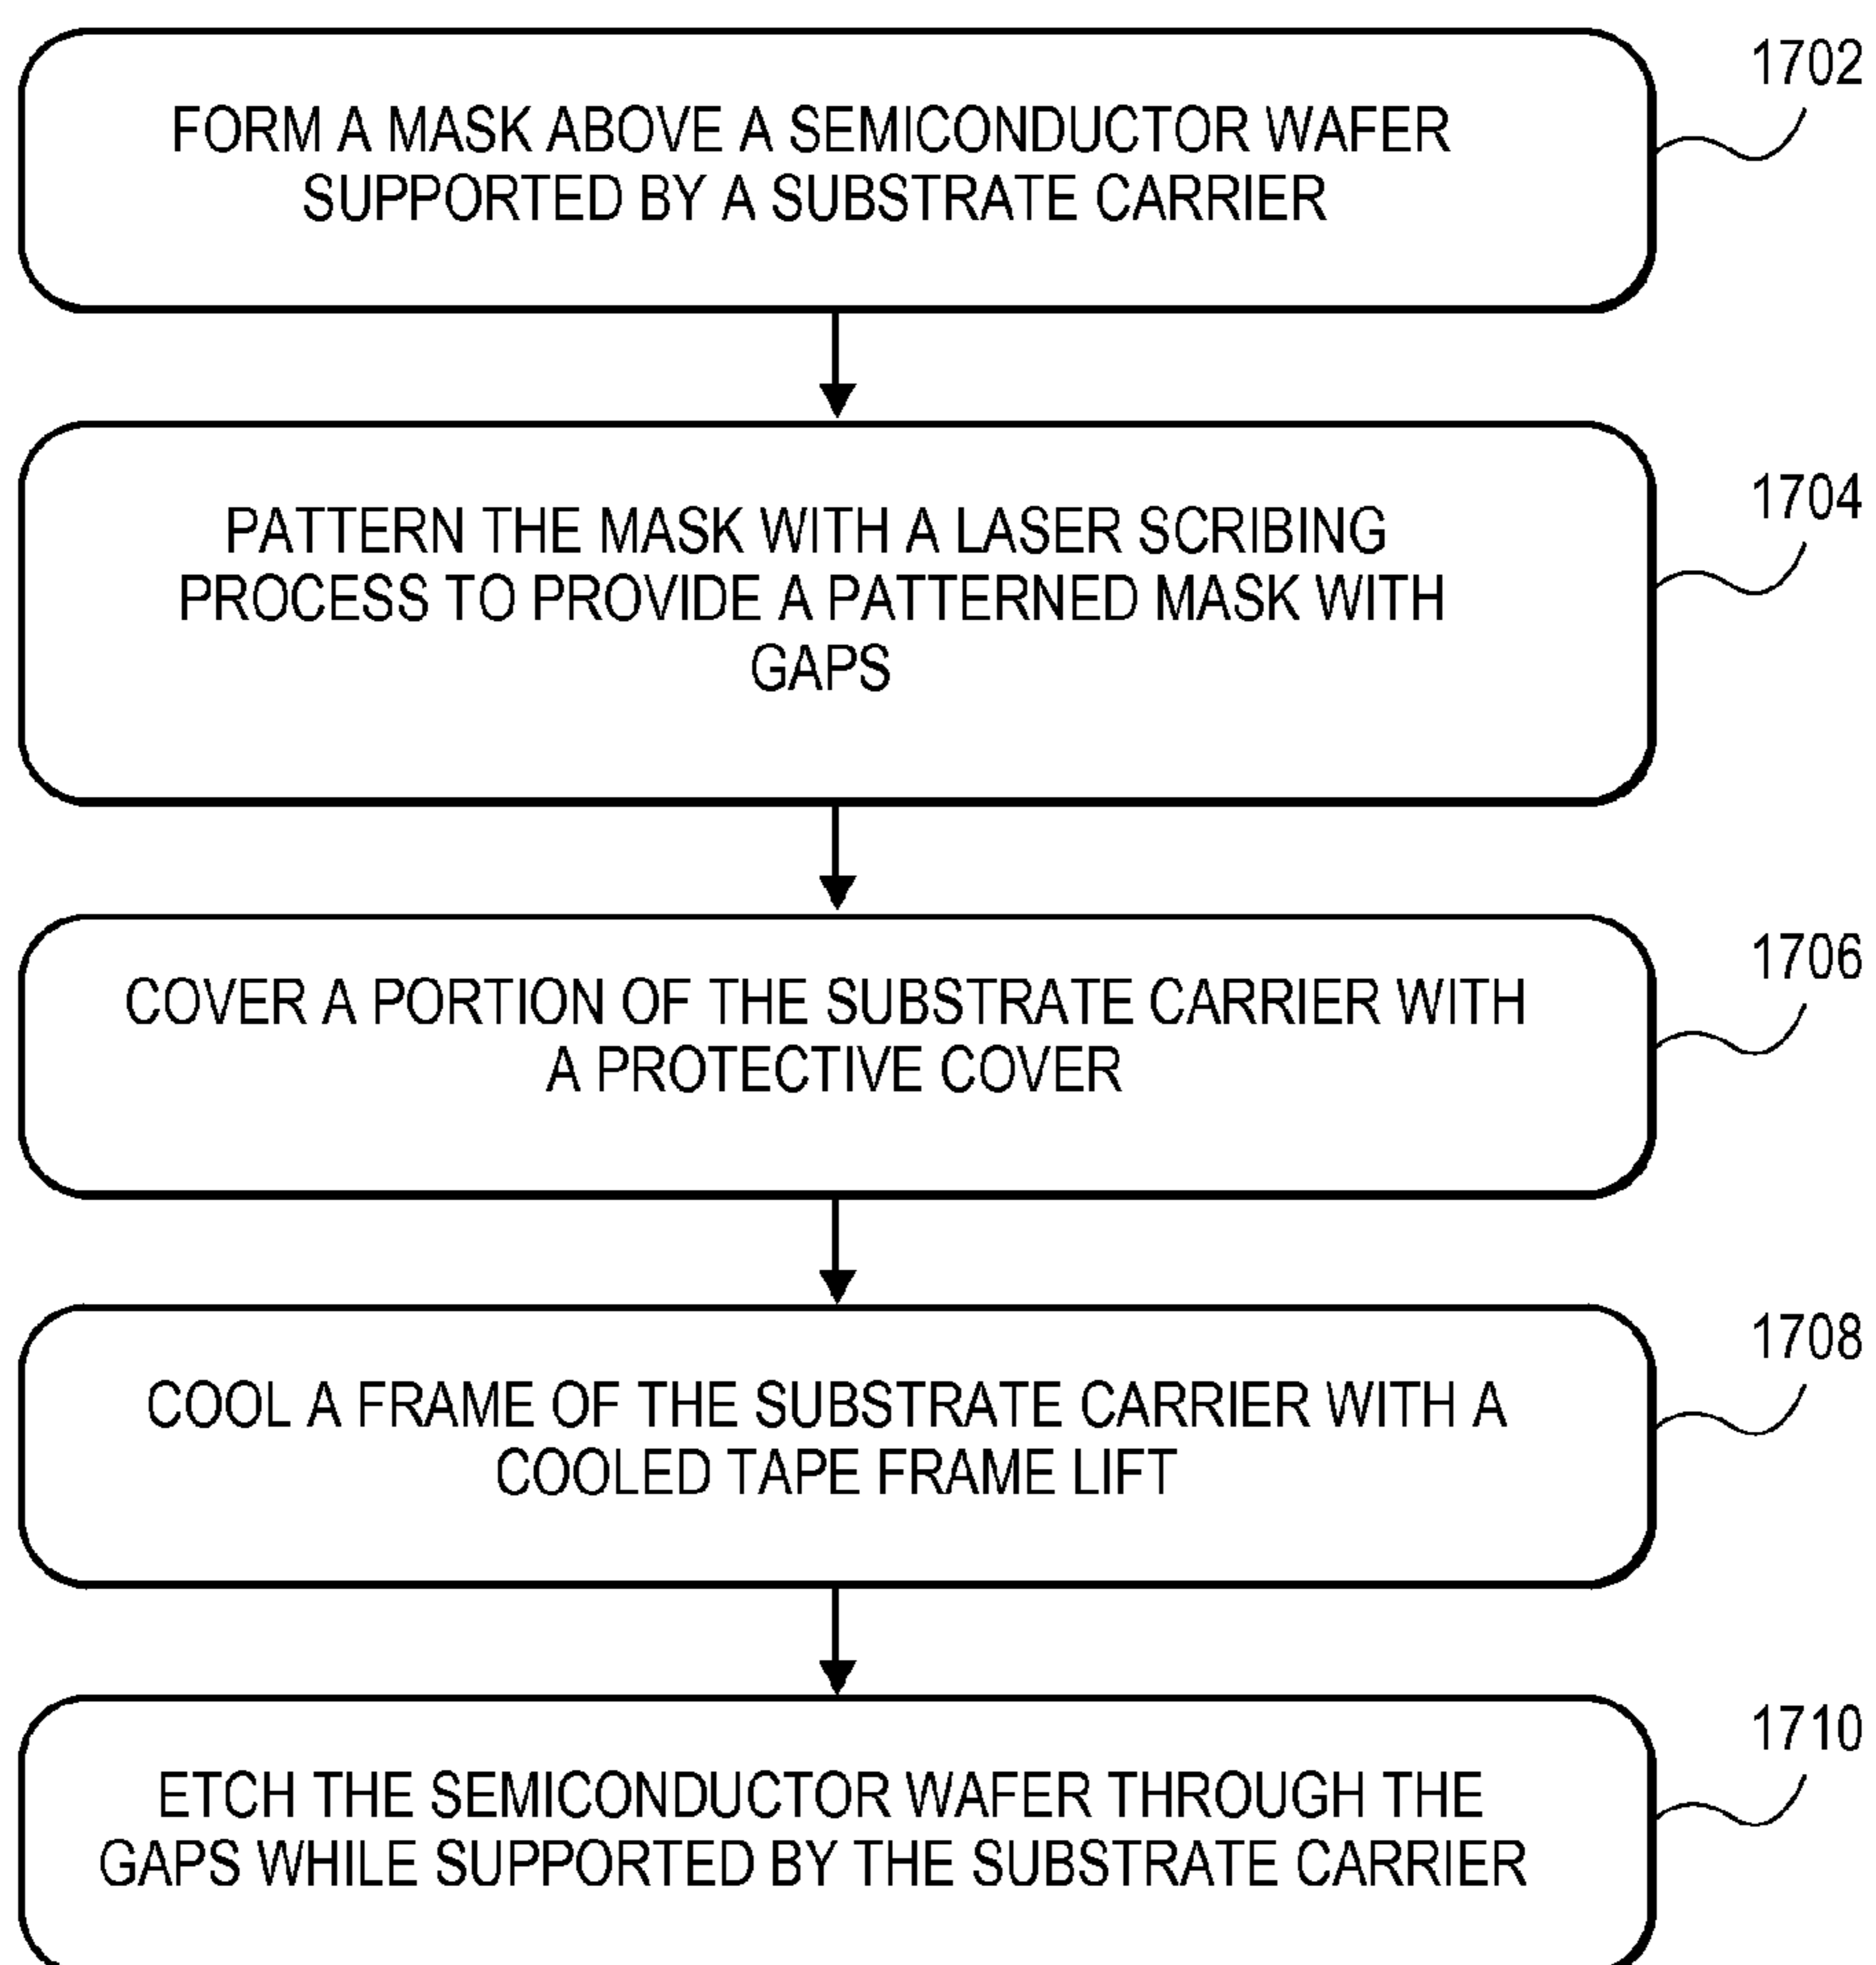 1702
FORM A MASK ABOVE A SEMICONDUCTOR WAFER
SUPPORTED BY A SUBSTRATE CARRIER
1704
PATTERN THE MASK WITH A LASER SCRIBING
PROCESS TO PROVIDE A PATTERNED MASK WITH
GAPS
1706
COVER A PORTION OF THE SUBSTRATE CARRIER WITH
A PROTECTIVE COVER
1708
COOL A FRAME OF THE SUBSTRATE CARRIER WITH A
COOLED TAPE FRAME LIFT
1710
ETCH THE SEMICONDUCTOR WAFER THROUGH THE
GAPS WHILE SUPPORTED BY THE SUBSTRATE CARRIER